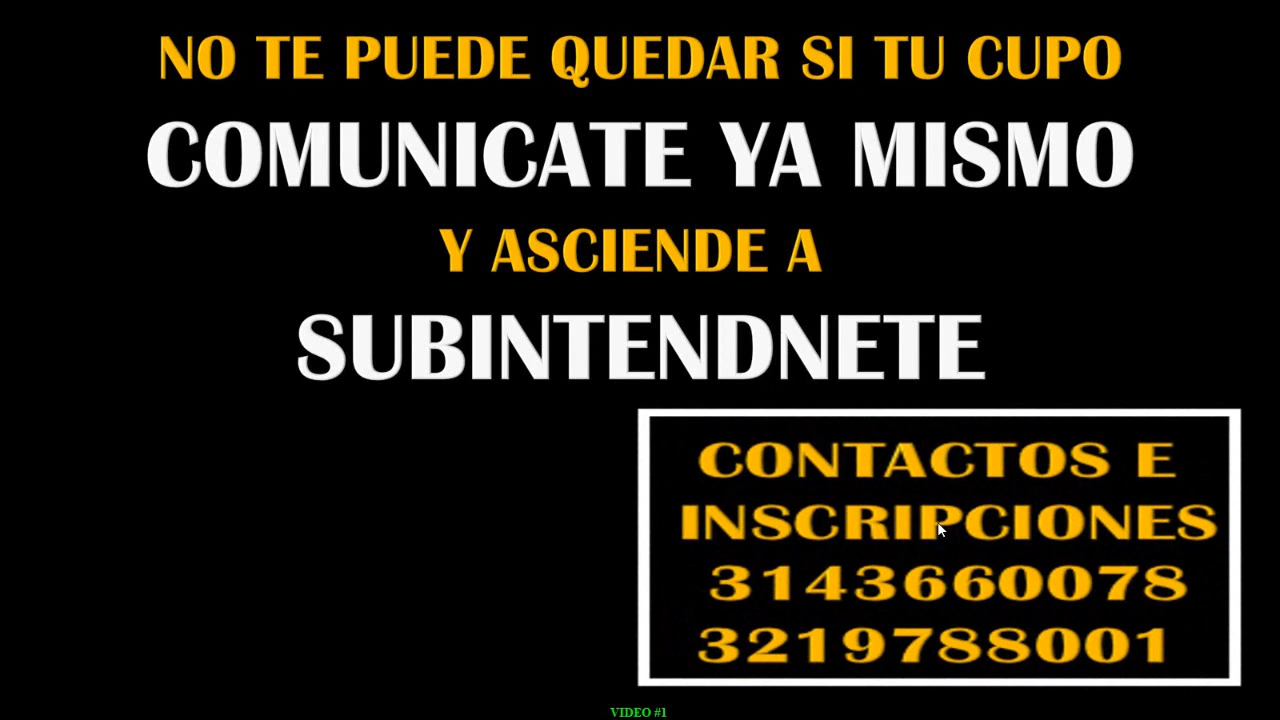 NO TE PUEDE QUEDAR SI TU CUPO
COMUNICATE YA MISMO
Y ASCIENDE A
SUBINTENDNETE
CONTACTOS E
INSCRIPCIONES
3143660078
3219788001
VIDEO #1